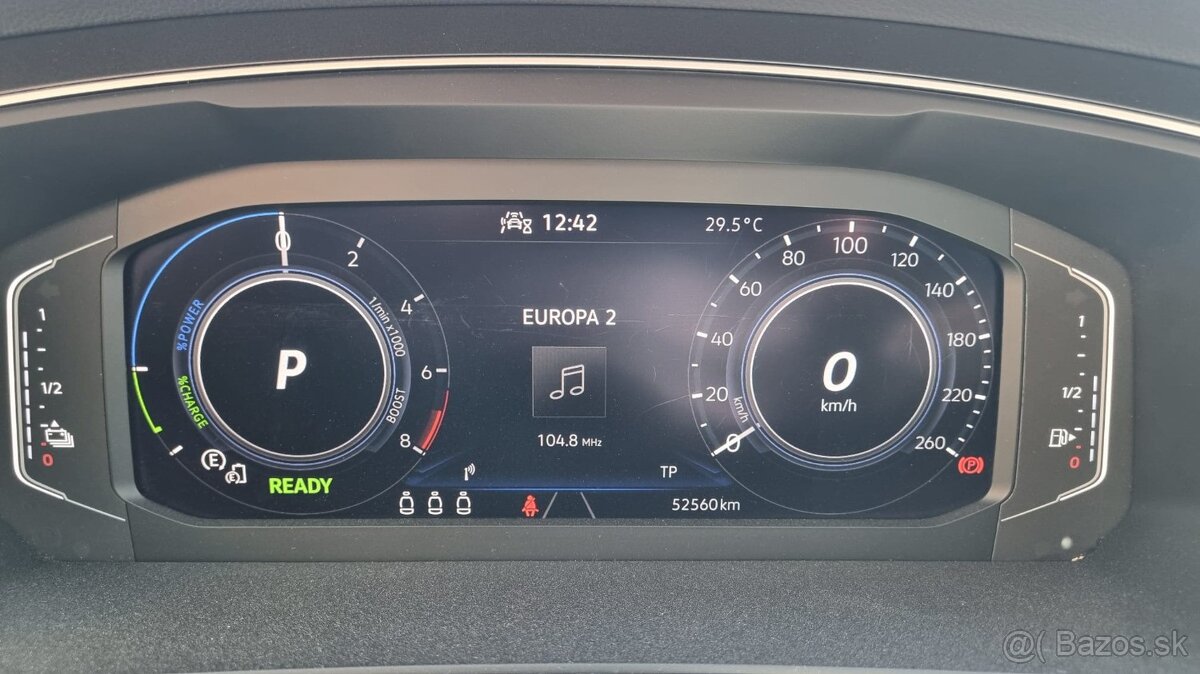 12:42
29.5°C
0
2
4
6
8
1/min x1000
BOOST
%POWER
%CHARGE
P
E
E
READY
EUROPA 2
104.8 MHz
TP
52560 km
0
20
40
60
80
100
120
140
180
220
260
km/h
0
km/h
P
1
1/2
0
1
1/2
0
@( Bazos.sk